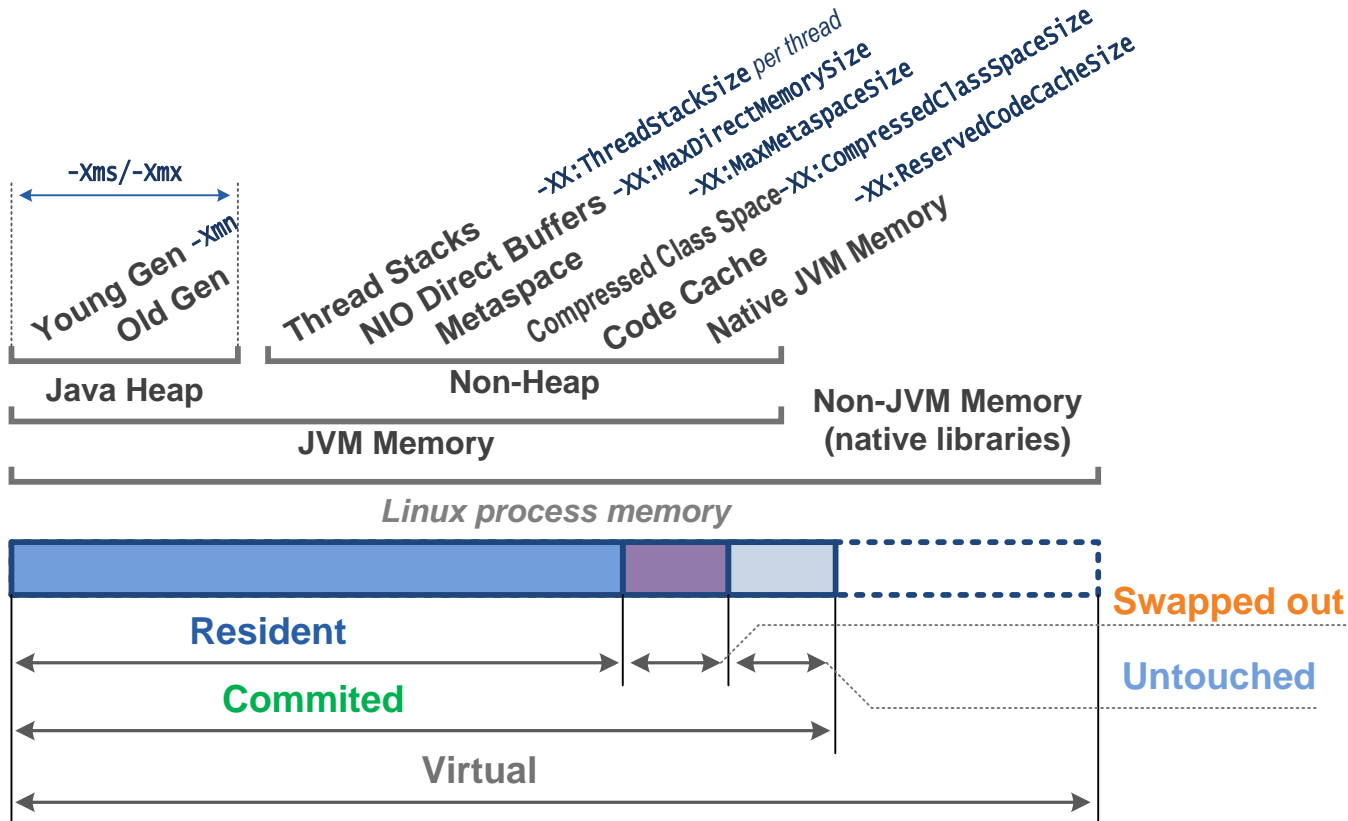 -XX:ThreadStackSize per thread
-XX:MaxDirectMemorySize
-XX:MaxMetaspaceSize
-XX:CompressedClassSpaceSize
-XX:ReservedCodeCacheSize
-Xms/-Xmx
Young Gen -Xmn
Old Gen
Thread Stacks
NIO Direct Buffers
Metaspace
Compressed Class Space
Code Cache
Native JVM Memory
Java Heap
Non-Heap
JVM Memory
Non-JVM Memory
(native libraries)
Linux process memory
Swapped out
Resident
Untouched
Commited
Virtual